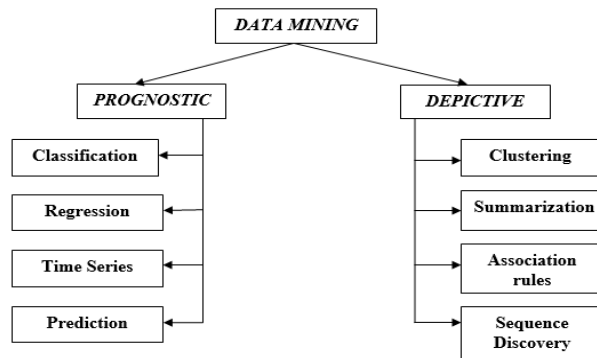 DATA MINING
PROGNOSTIC
DEPICTIVE
Classification
Regression
Time Series
Prediction
Clustering
Summarization
Association
rules
Sequence
Discovery